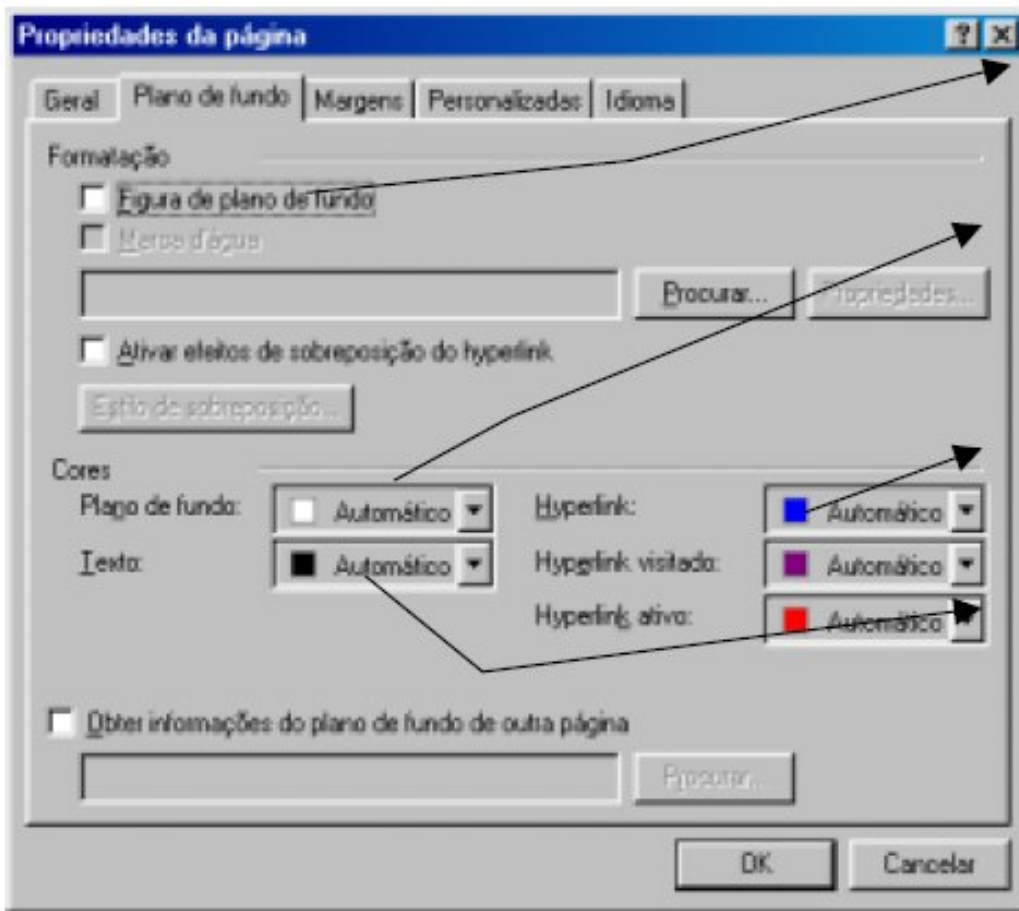 Propriedades da página
Geral Plano de fundo Margens Personalizadas Idioma
Formatação
Figura de plano de fundo
Marca d'água
Procurar... Propriedades...
Ativar efeitos de sobreposição do hyperlink
Estilo de sobreposição...
Cores
Plano de fundo: Automático Hyperlink: Automático
Texto: Automático Hyperlink visitado: Automático
Hyperlink ativo: Automático
Obter informações do plano de fundo de outra página
Procurar...
OK Cancelar